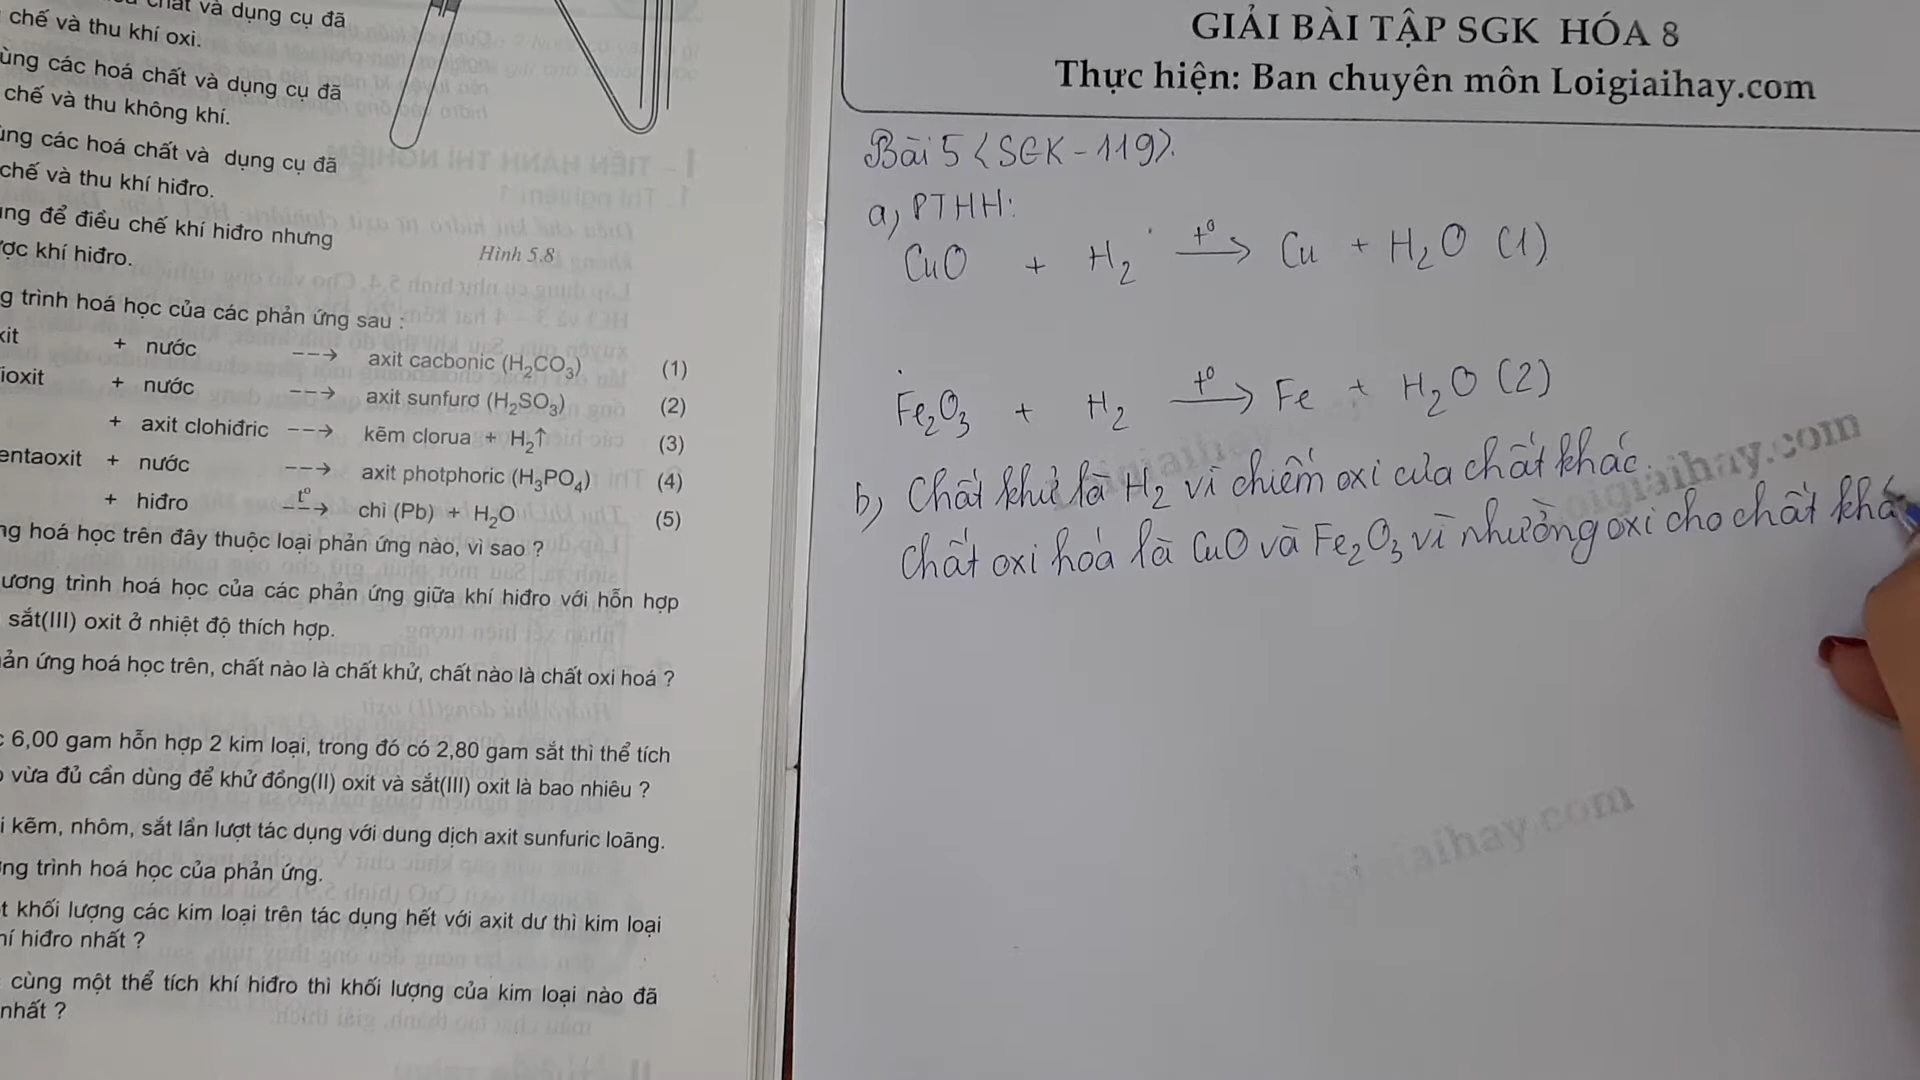 chất và dụng cụ đã
chế và thu khí oxi.
ùng các hoá chất và dụng cụ đã
chế và thu không khí.
ùng các hoá chất và dụng cụ đã
chế và thu khí hiđro.
ng để điều chế khí hiđro nhưng
ợc khí hiđro.
Hình 5.8
g trình hoá học của các phản ứng sau :
xit + nước ---> axit cacbonic (H₂CO₃) (1)
ioxit + nước ---> axit sunfurơ (H₂SO₃) (2)
+ axit clohiđric ---> kẽm clorua + H₂↑ (3)
entaoxit + nước ---> axit photphoric (H₃PO₄) (4)
+ hiđro --t°--> chì (Pb) + H₂O (5)
ng hoá học trên đây thuộc loại phản ứng nào, vì sao ?
ương trình hoá học của các phản ứng giữa khí hiđro với hỗn hợp
sắt(III) oxit ở nhiệt độ thích hợp.
ản ứng hoá học trên, chất nào là chất khử, chất nào là chất oxi hoá ?
c 6,00 gam hỗn hợp 2 kim loại, trong đó có 2,80 gam sắt thì thể tích
vừa đủ cần dùng để khử đồng(II) oxit và sắt(III) oxit là bao nhiêu ?
i kẽm, nhôm, sắt lần lượt tác dụng với dung dịch axit sunfuric loãng.
ng trình hoá học của phản ứng.
t khối lượng các kim loại trên tác dụng hết với axit dư thì kim loại
hí hiđro nhất ?
cùng một thể tích khí hiđro thì khối lượng của kim loại nào đã
nhất ?
GIẢI BÀI TẬP SGK HÓA 8
Thực hiện: Ban chuyên môn Loigiaihay.com
Bài 5 <SGK - 119>.
a, PTHH:
CuO + H₂ --t°--> Cu + H₂O (1)
Fe₂O₃ + H₂ --t°--> Fe + H₂O (2)
b, Chất khử là H₂ vì chiếm oxi của chất khác.
Chất oxi hóa là CuO và Fe₂O₃ vì nhường oxi cho chất khá
loigiaihay.com
loigiaihay.com